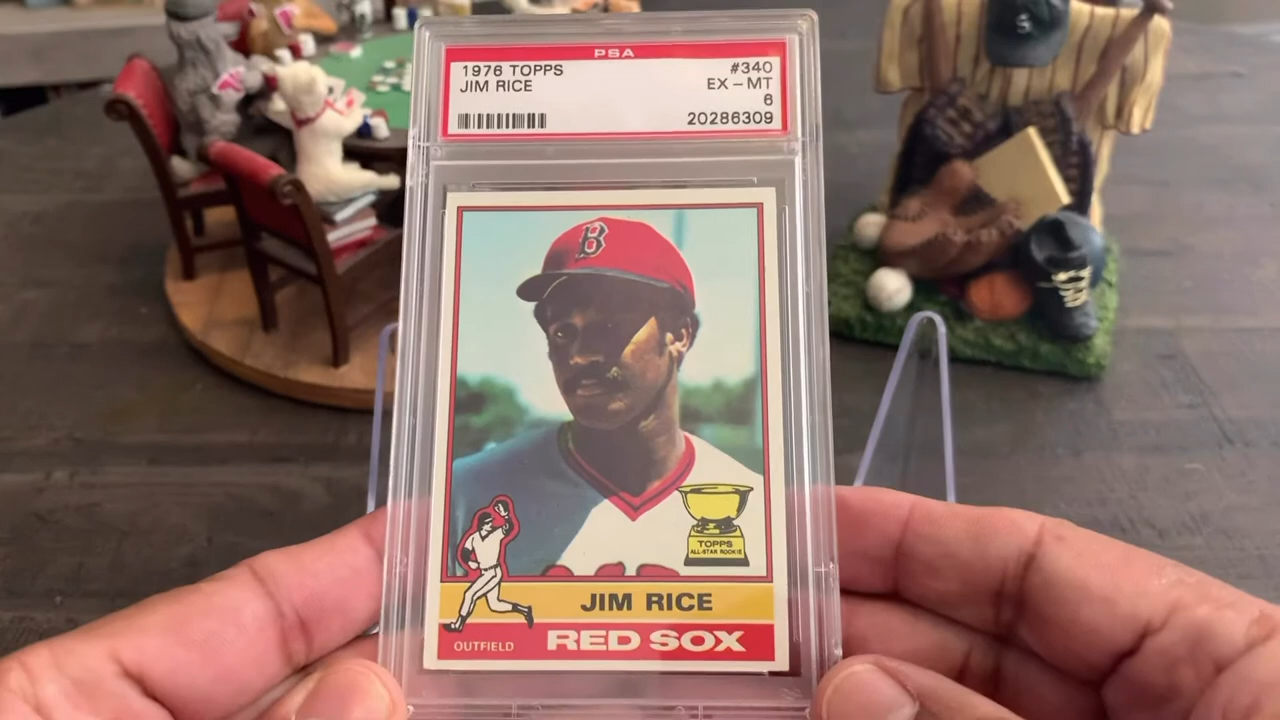 PSA
1976 TOPPS
#340
JIM RICE
EX-MT
6
20286309
B
TOPPS
ALL-STAR ROOKIE
JIM RICE
OUTFIELD
RED SOX
S